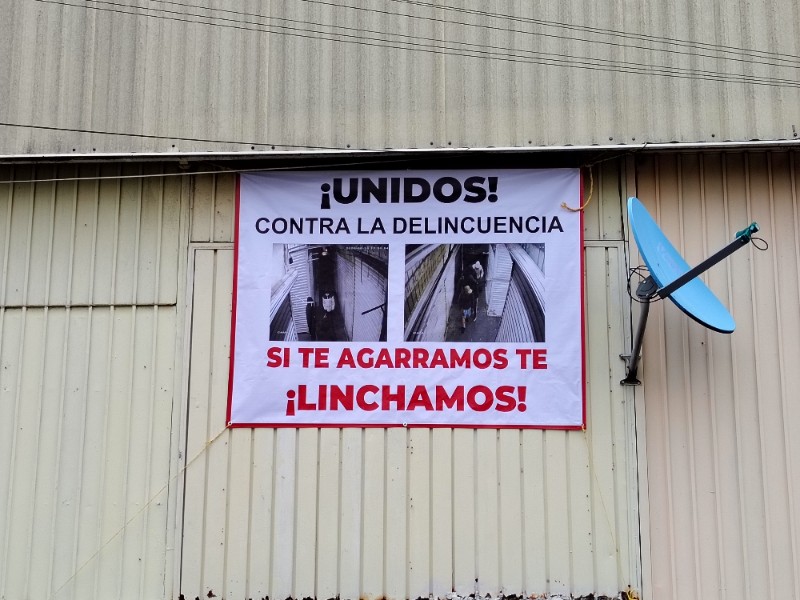 ¡UNIDOS!
CONTRA LA DELINCUENCIA
SI TE AGARRAMOS TE
¡LINCHAMOS!